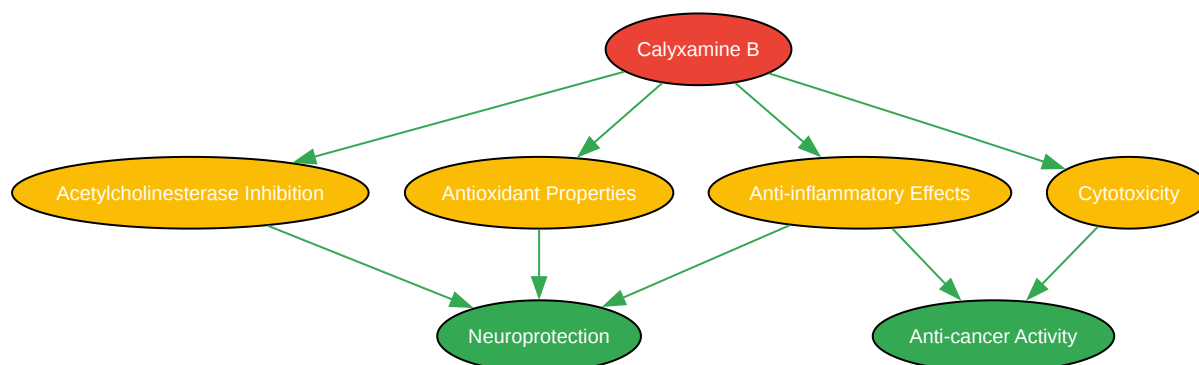 Calyxamine B
Acetylcholinesterase Inhibition
Antioxidant Properties
Anti-inflammatory Effects
Cytotoxicity
Neuroprotection
Anti-cancer Activity